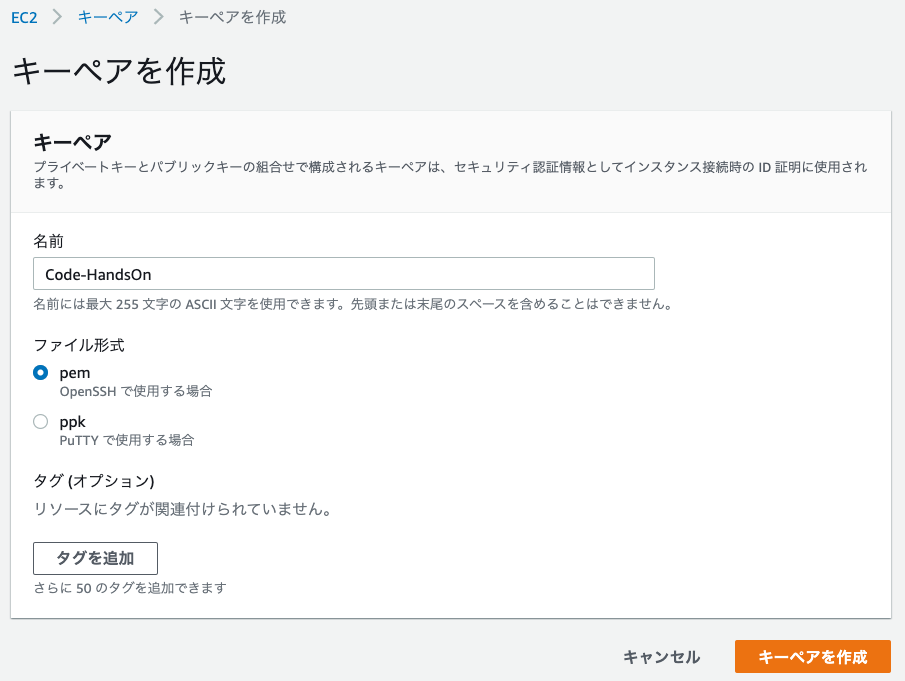 EC2 > キーペア > キーペアを作成
キーペアを作成
キーペア
プライベートキーとパブリックキーの組合せで構成されるキーペアは、セキュリティ認証情報としてインスタンス接続時の ID 証明に使用され
ます。
名前
Code-HandsOn
名前には最大 255 文字の ASCII 文字を使用できます。先頭または末尾のスペースを含めることはできません。
ファイル形式
pem
OpenSSH で使用する場合
ppk
PuTTY で使用する場合
タグ (オプション)
リソースにタグが関連付けられていません。
タグを追加
さらに 50 のタグを追加できます
キャンセル キーペアを作成